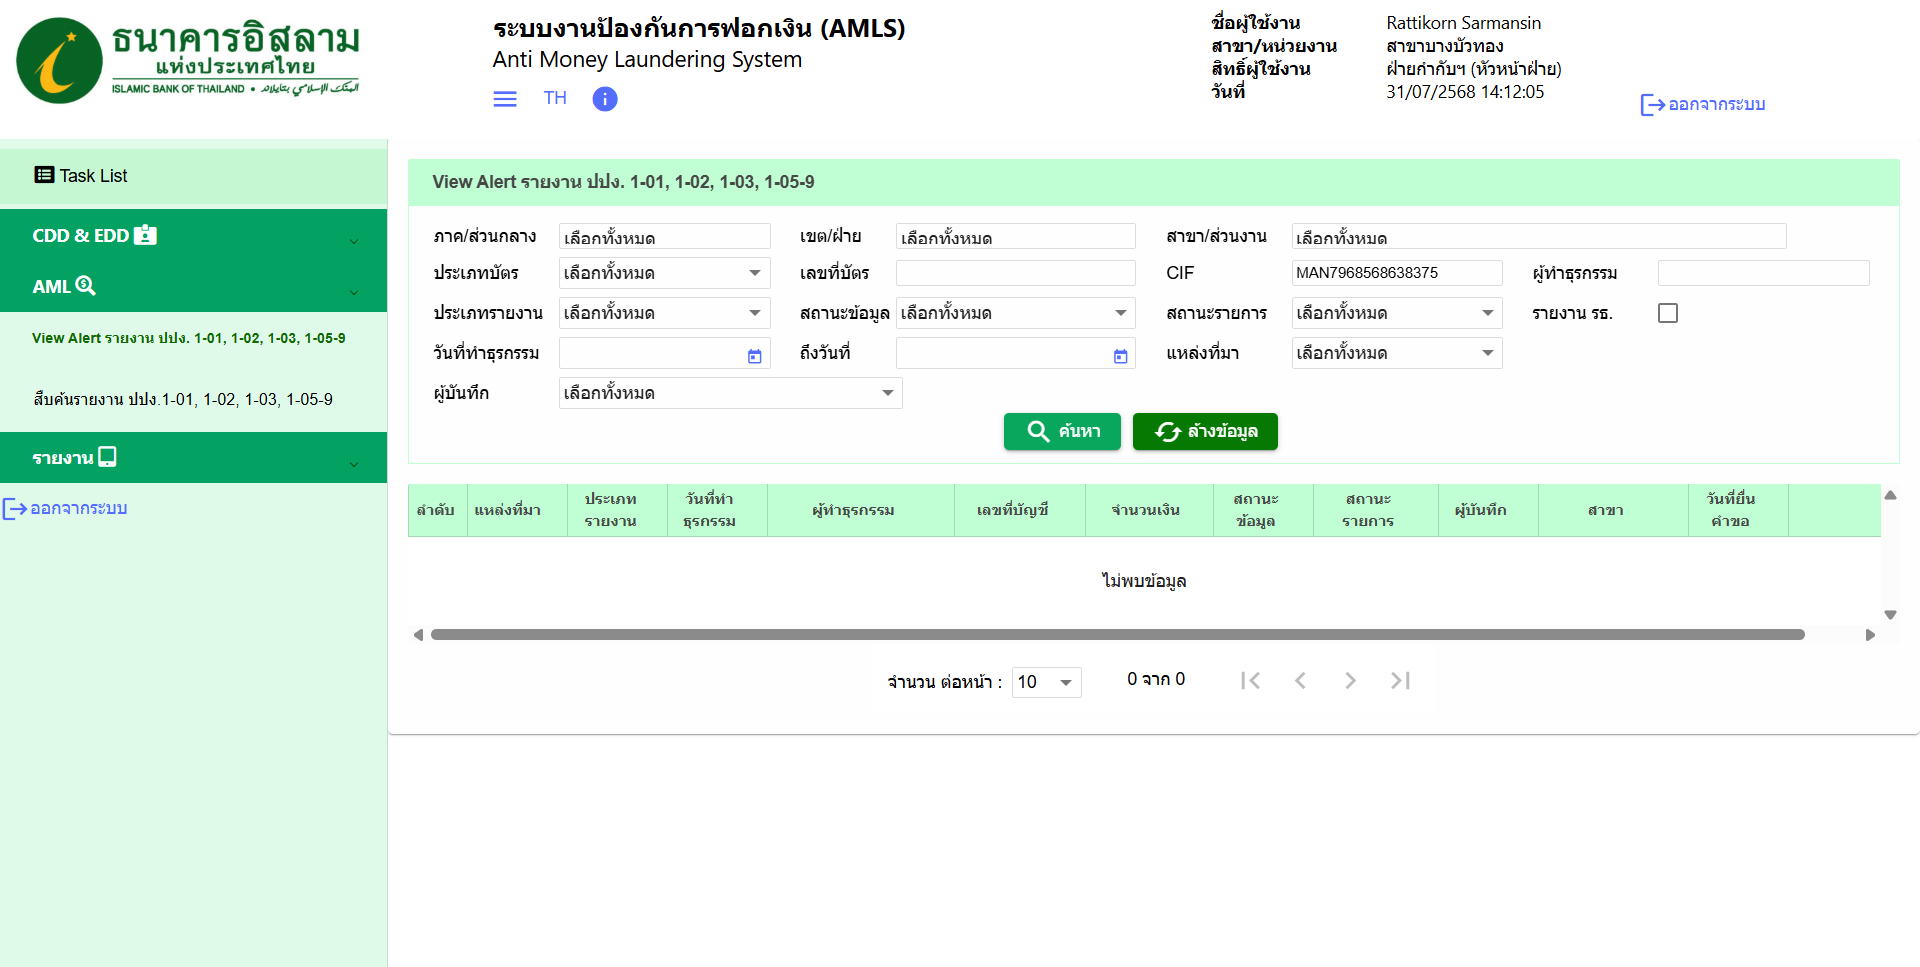 ธนาคารอิสลาม
แห่งประเทศไทย
ISLAMIC BANK OF THAILAND •
ระบบงานป้องกันการฟอกเงิน (AMLS)
Anti Money Laundering System
TH
ชื่อผู้ใช้งาน Rattikorn Sarmansin
สาขา/หน่วยงาน สาขาบางบัวทอง
สิทธิ์ผู้ใช้งาน ฝ่ายกำกับฯ (หัวหน้าฝ่าย)
วันที่ 31/07/2568 14:12:05
ออกจากระบบ
Task List
CDD & EDD
AML
View Alert รายงาน ปปง. 1-01, 1-02, 1-03, 1-05-9
สืบค้นรายงาน ปปง.1-01, 1-02, 1-03, 1-05-9
รายงาน
ออกจากระบบ
View Alert รายงาน ปปง. 1-01, 1-02, 1-03, 1-05-9
ภาค/ส่วนกลาง เลือกทั้งหมด เขต/ฝ่าย เลือกทั้งหมด สาขา/ส่วนงาน เลือกทั้งหมด
ประเภทบัตร เลือกทั้งหมด เลขที่บัตร CIF MAN7968568638375 ผู้ทำธุรกรรม
ประเภทรายงาน เลือกทั้งหมด สถานะข้อมูล เลือกทั้งหมด สถานะรายการ เลือกทั้งหมด รายงาน รธ.
วันที่ทำธุรกรรม ถึงวันที่ แหล่งที่มา เลือกทั้งหมด
ผู้บันทึก เลือกทั้งหมด
ค้นหา ล้างข้อมูล
ลำดับ แหล่งที่มา ประเภทรายงาน วันที่ทำธุรกรรม ผู้ทำธุรกรรม เลขที่บัญชี จำนวนเงิน สถานะข้อมูล สถานะรายการ ผู้บันทึก สาขา วันที่ยื่นคำขอ
ไม่พบข้อมูล
จำนวน ต่อหน้า : 10 0 จาก 0